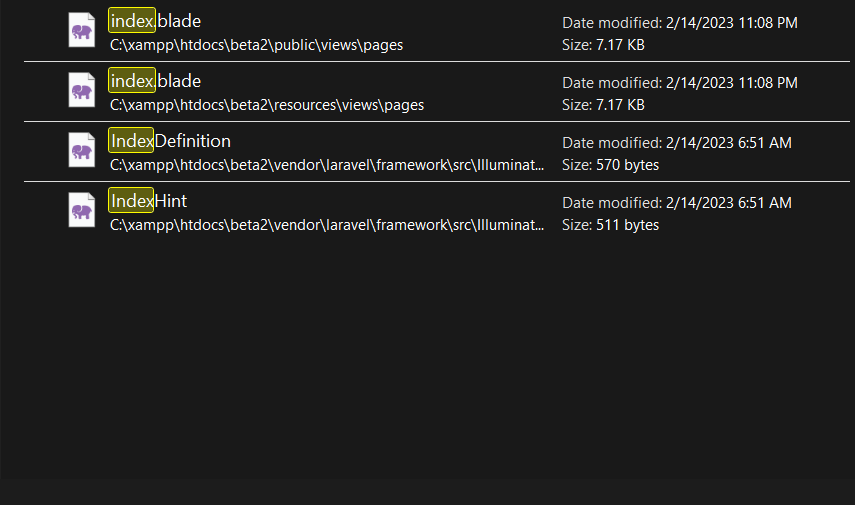 index.blade
Date modified: 2/14/2023 11:08 PM
C:\xampp\htdocs\beta2\public\views\pages
Size: 7.17 KB
index.blade
Date modified: 2/14/2023 11:08 PM
C:\xampp\htdocs\beta2\resources\views\pages
Size: 7.17 KB
IndexDefinition
Date modified: 2/14/2023 6:51 AM
C:\xampp\htdocs\beta2\vendor\laravel\framework\src\Illuminat...
Size: 570 bytes
IndexHint
Date modified: 2/14/2023 6:51 AM
C:\xampp\htdocs\beta2\vendor\laravel\framework\src\Illuminat...
Size: 511 bytes